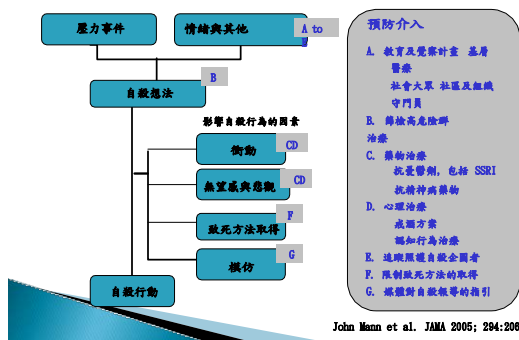 壓力事件
情緒與其他
A to
自殺想法
B
影響自殺行為的因素
衝動
CD
無望感與悲觀
CD
致死方法取得
F
模仿
G
自殺行動
預防介入
A. 教育及覺察計畫 基層
醫療
社會大眾 社區及組織
守門員
B. 篩檢高危險群
治療
C. 藥物治療
抗憂鬱劑, 包括 SSRI
抗精神病藥物
D. 心理治療
戒酒方案
認知行為治療
E. 追蹤照護自殺企圖者
F. 限制致死方法的取得
G. 媒體對自殺報導的指引
John Mann et al. JAMA 2005; 294:206